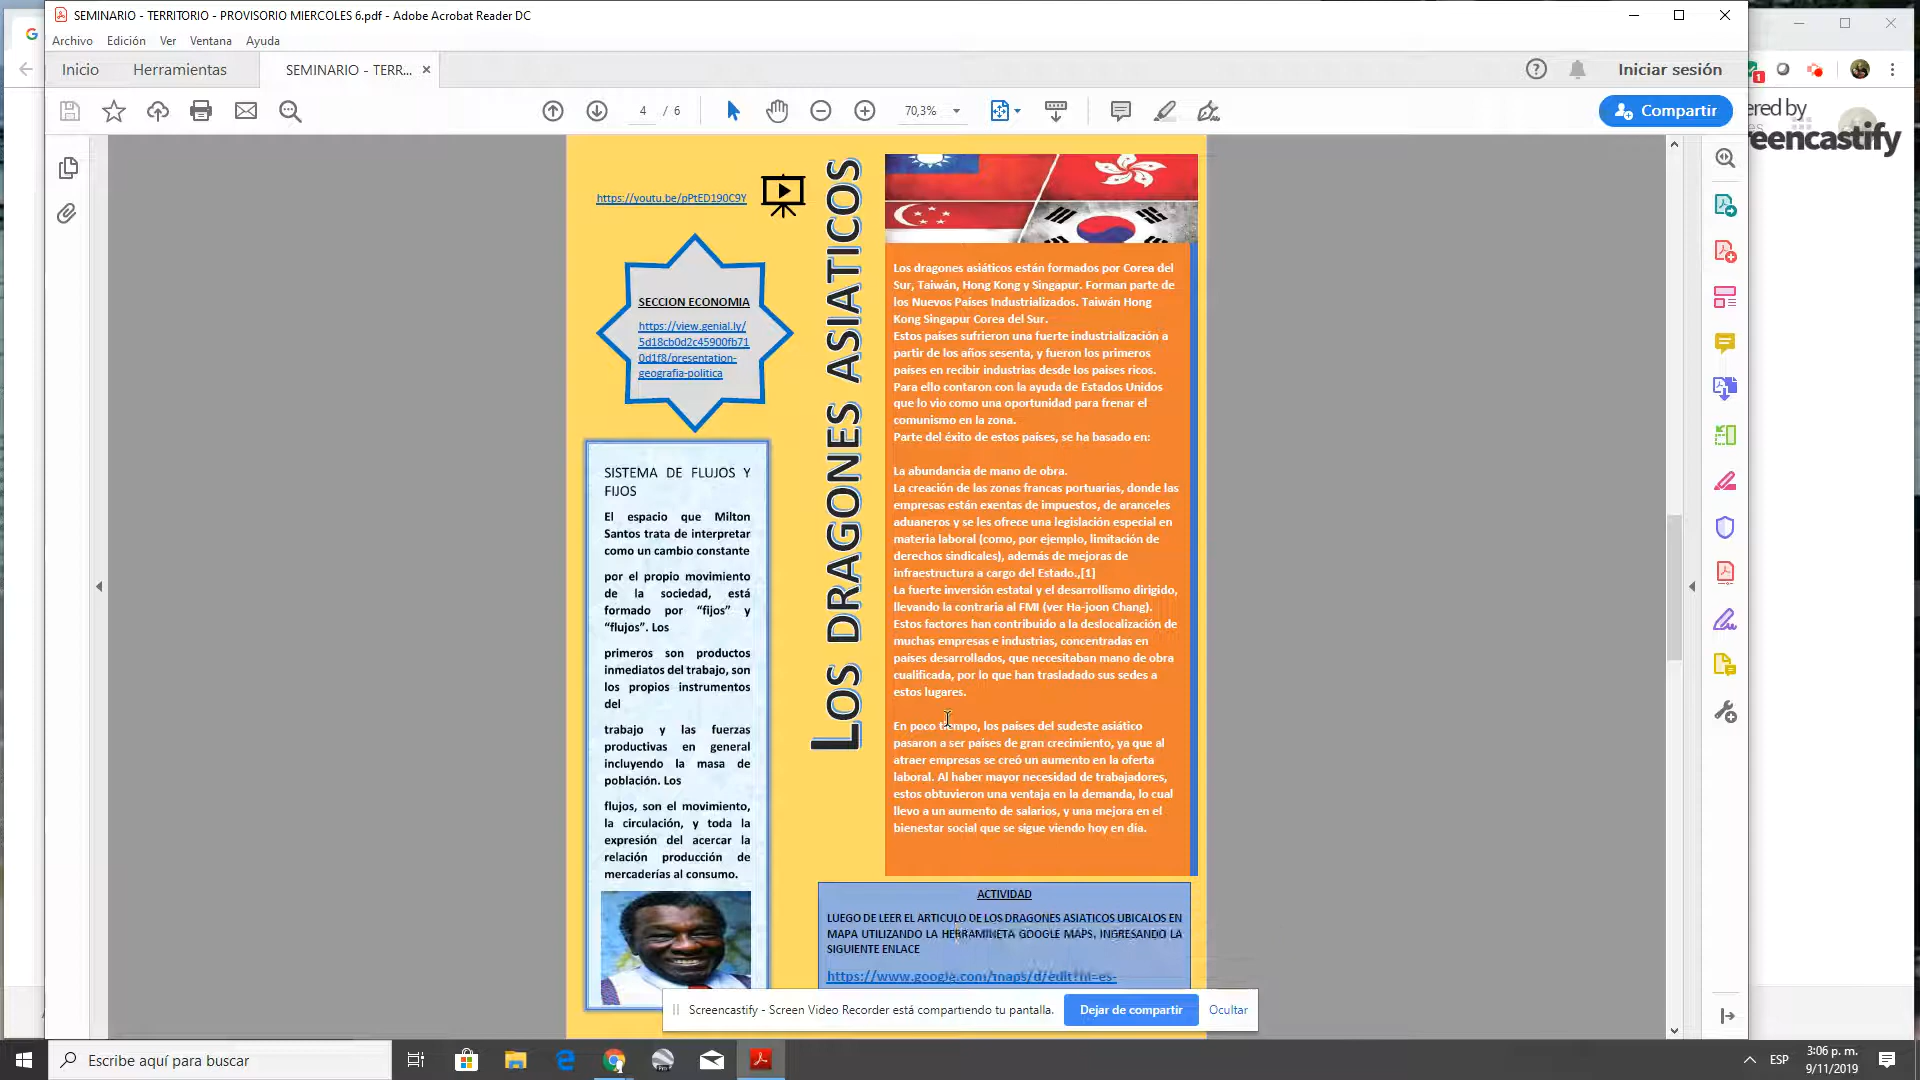 SEMINARIO - TERRITORIO - PROVISORIO MIERCOLES 6.pdf - Adobe Acrobat Reader DC
Archivo Edición Ver Ventana Ayuda
Inicio Herramientas SEMINARIO - TERR... Iniciar sesión
4 / 6 70,3% Compartir
ered by
eencastify
https://youtu.be/pPtED190C9Y
SECCION ECONOMIA
https://view.genial.ly/
5d18cb0d2c45900fb71
0d1f8/presentation-
geografia-politica
SISTEMA DE FLUJOS Y
FIJOS
El espacio que Milton
Santos trata de interpretar
como un cambio constante
por el propio movimiento
de la sociedad, está
formado por “fijos” y
“flujos”. Los
primeros son productos
inmediatos del trabajo, son
los propios instrumentos
del
trabajo y las fuerzas
productivas en general
incluyendo la masa de
población. Los
flujos, son el movimiento,
la circulación, y toda la
expresión del acercar la
relación producción de
mercaderías al consumo.
LOS DRAGONES ASIATICOS
Los dragones asiáticos están formados por Corea del
Sur, Taiwán, Hong Kong y Singapur. Forman parte de
los Nuevos Países Industrializados. Taiwán Hong
Kong Singapur Corea del Sur.
Estos países sufrieron una fuerte industrialización a
partir de los años sesenta, y fueron los primeros
países en recibir industrias desde los países ricos.
Para ello contaron con la ayuda de Estados Unidos
que lo vio como una oportunidad para frenar el
comunismo en la zona.
Parte del éxito de estos países, se ha basado en:
La abundancia de mano de obra.
La creación de las zonas francas portuarias, donde las
empresas están exentas de impuestos, de aranceles
aduaneros y se les ofrece una legislación especial en
materia laboral (como, por ejemplo, limitación de
derechos sindicales), además de mejoras de
infraestructura a cargo del Estado.,[1]
La fuerte inversión estatal y el desarrollismo dirigido,
llevando la contraria al FMI (ver Ha-joon Chang).
Estos factores han contribuido a la deslocalización de
muchas empresas e industrias, concentradas en
países desarrollados, que necesitaban mano de obra
cualificada, por lo que han trasladado sus sedes a
estos lugares.
En poco tiempo, los países del sudeste asiático
pasaron a ser países de gran crecimiento, ya que al
atraer empresas se creó un aumento en la oferta
laboral. Al haber mayor necesidad de trabajadores,
estos obtuvieron una ventaja en la demanda, lo cual
llevo a un aumento de salarios, y una mejora en el
bienestar social que se sigue viendo hoy en día.
ACTIVIDAD
LUEGO DE LEER EL ARTICULO DE LOS DRAGONES ASIATICOS UBICALOS EN
MAPA UTILIZANDO LA HERRAMINETA GOOGLE MAPS, INGRESANDO LA
SIGUIENTE ENLACE
https://www.google.com/maps/d/edit?hl=es-
Screencastify - Screen Video Recorder está compartiendo tu pantalla. Dejar de compartir Ocultar
Escribe aquí para buscar
ESP
3:06 p. m.
9/11/2019